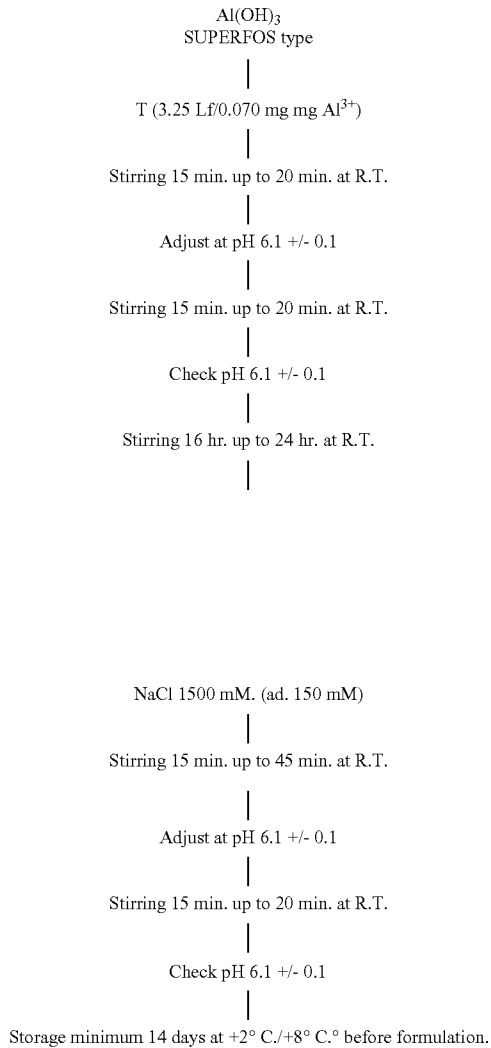 Al(OH)₃
SUPERFOS type
T (3.25 Lf/0.070 mg mg Al³⁺)
Stirring 15 min. up to 20 min. at R.T.
Adjust at pH 6.1 +/- 0.1
Stirring 15 min. up to 20 min. at R.T.
Check pH 6.1 +/- 0.1
Stirring 16 hr. up to 24 hr. at R.T.
NaCl 1500 mM. (ad. 150 mM)
Stirring 15 min. up to 45 min. at R.T.
Adjust at pH 6.1 +/- 0.1
Stirring 15 min. up to 20 min. at R.T.
Check pH 6.1 +/- 0.1
Storage minimum 14 days at +2° C./+8° C.° before formulation.